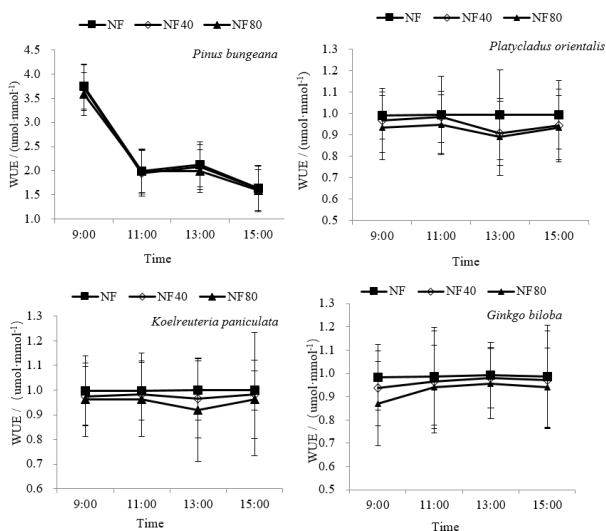 NF NF40 NF80
Pinus bungeana
WUE / (umol·mmol⁻¹)
4.5
4.0
3.5
3.0
2.5
2.0
1.5
1.0
9:00 11:00 13:00 15:00
Time
NF NF40 NF80
Platycladus orientalis
WUE / (umol·mmol⁻¹)
1.3
1.2
1.1
1.0
0.9
0.8
0.7
0.6
0.5
9:00 11:00 13:00 15:00
Time
NF NF40 NF80
Koelreuteria paniculata
WUE / (umol·mmol⁻¹)
1.3
1.2
1.1
1.0
0.9
0.8
0.7
0.6
9:00 11:00 13:00 15:00
Time
NF NF40 NF80
Ginkgo biloba
WUE / (umol·mmol⁻¹)
1.3
1.2
1.1
1.0
0.9
0.8
0.7
0.6
0.5
9:00 11:00 13:00 15:00
Time